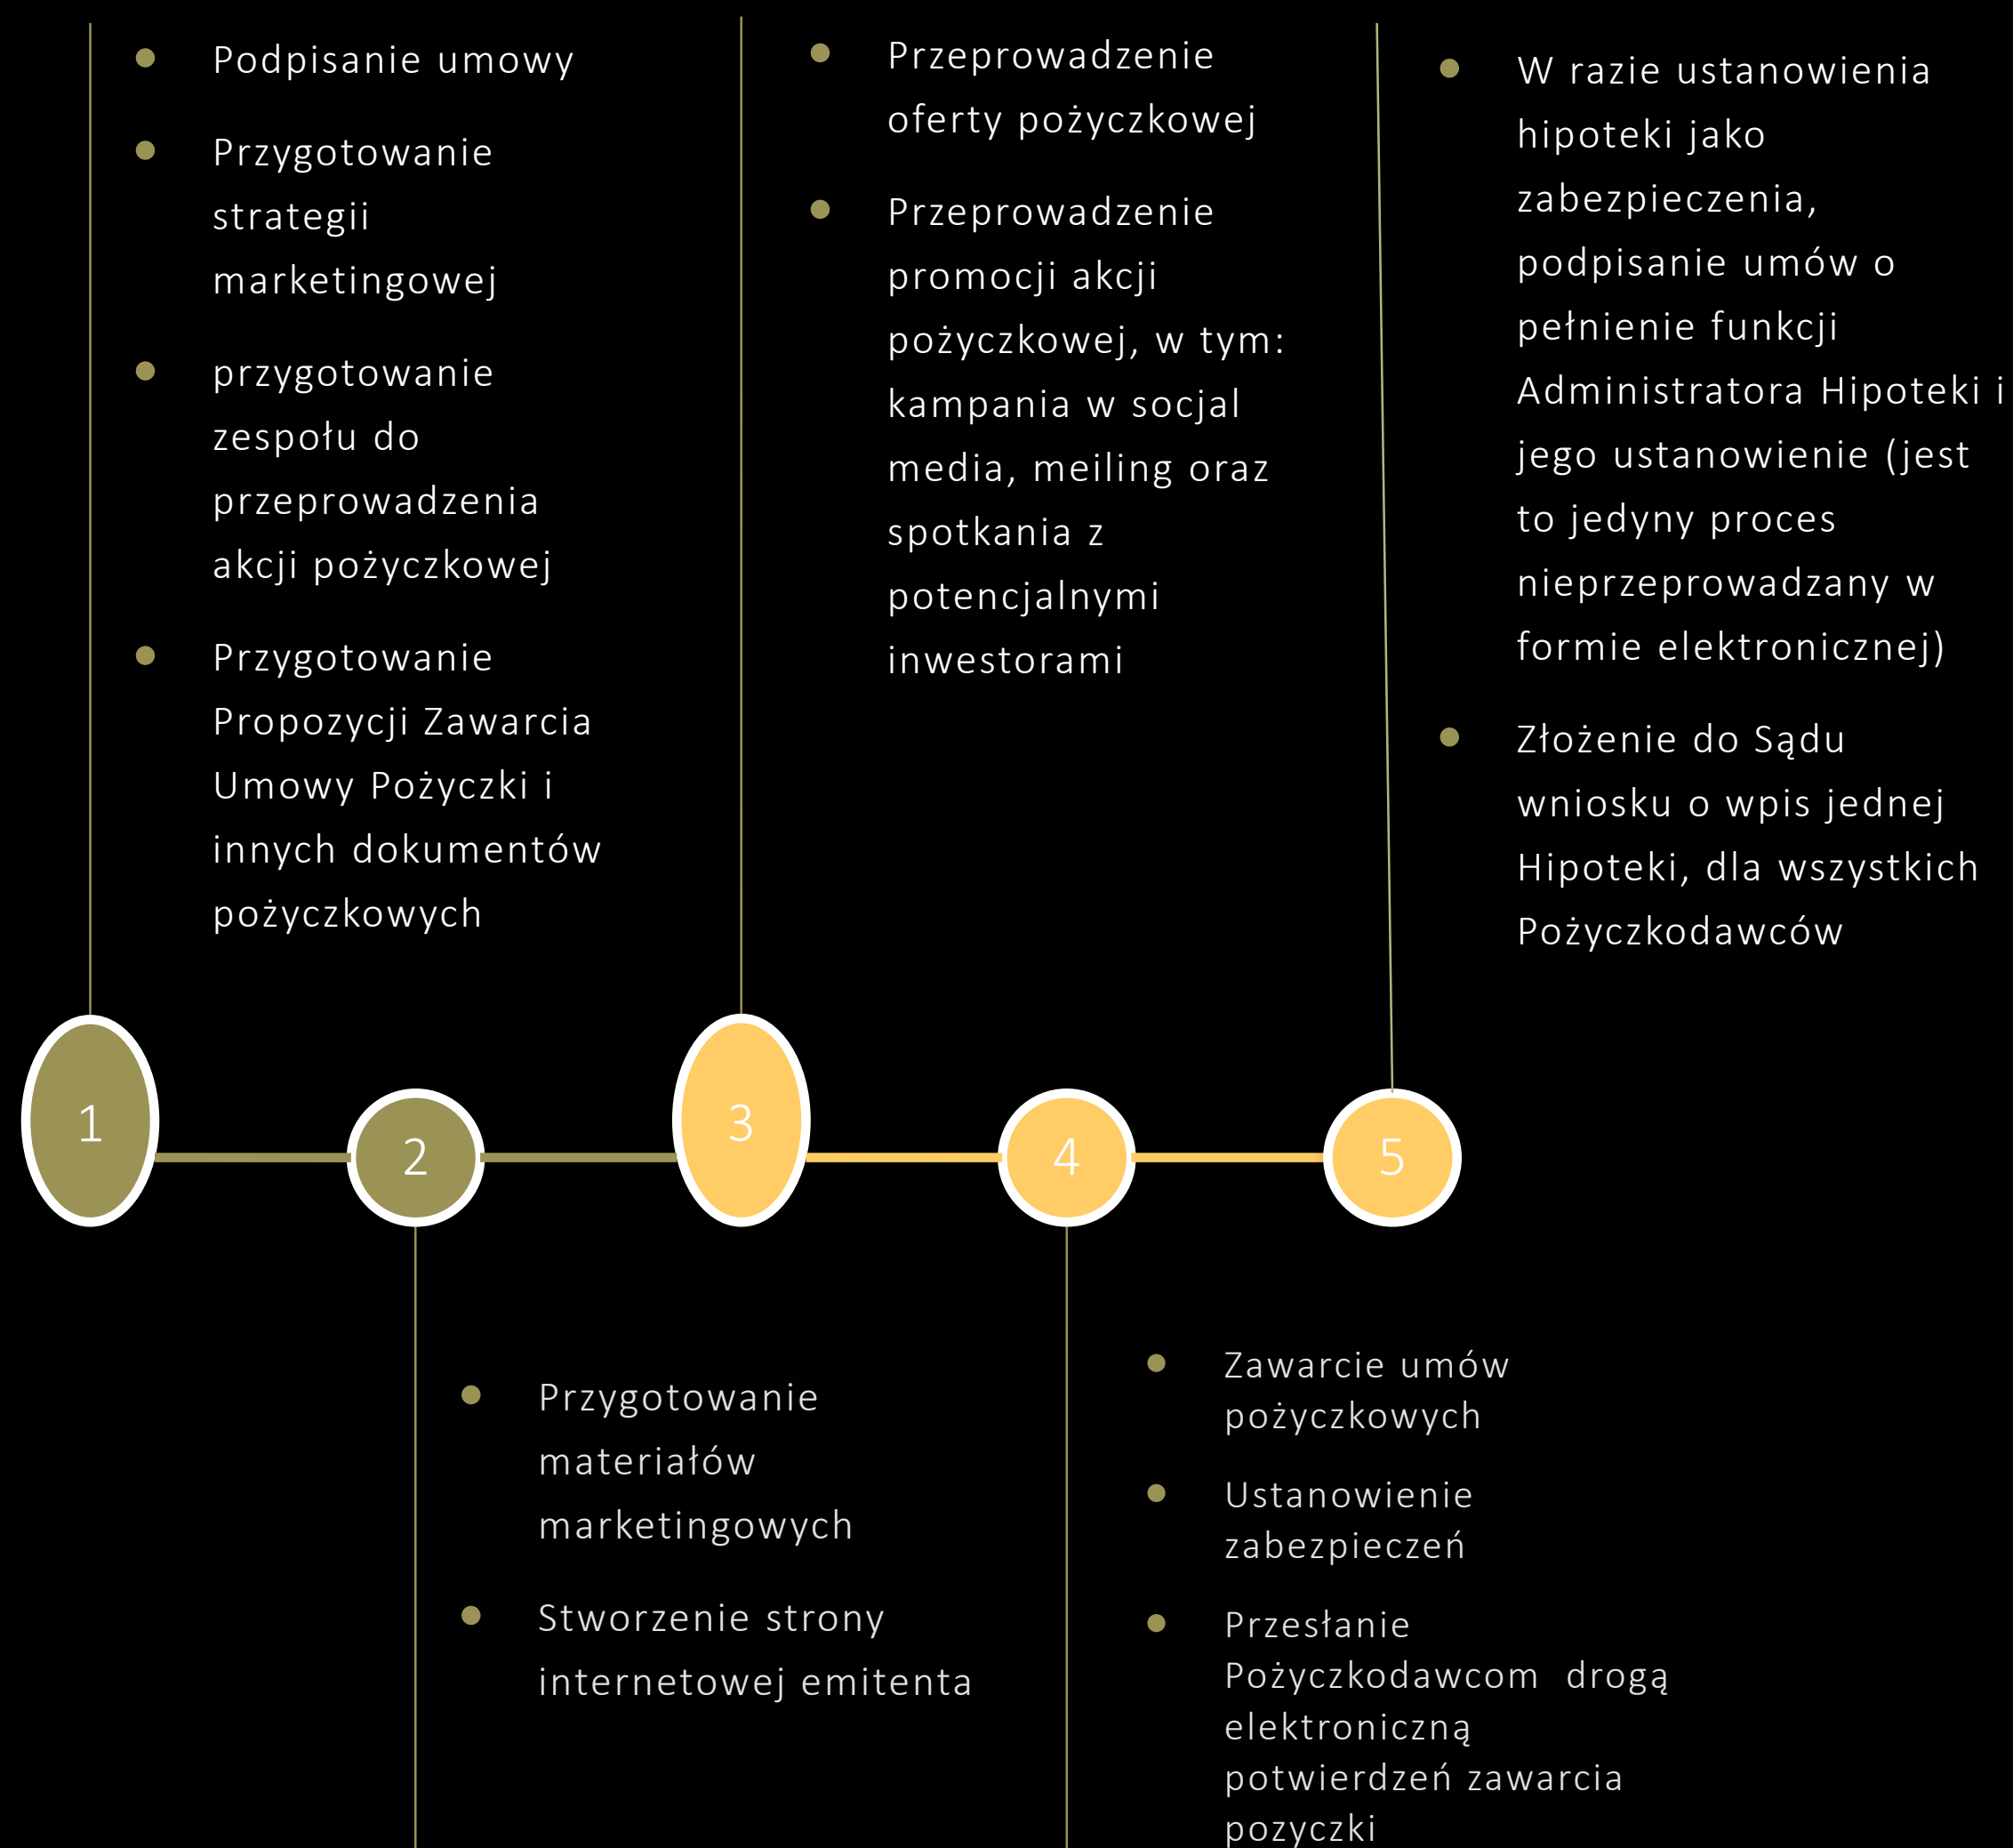 Podpisanie umowy
Przygotowanie
strategii
marketingowej
przygotowanie
zespołu do
przeprowadzenia
akcji pożyczkowej
Przygotowanie
Propozycji Zawarcia
Umowy Pożyczki i
innych dokumentów
pożyczkowych
Przeprowadzenie
oferty pożyczkowej
Przeprowadzenie
promocji akcji
pożyczkowej, w tym:
kampania w socjal
media, meiling oraz
spotkania z
potencjalnymi
inwestorami
W razie ustanowienia
hipoteki jako
zabezpieczenia,
podpisanie umów o
pełnienie funkcji
Administratora Hipoteki i
jego ustanowienie (jest
to jedyny proces
nieprzeprowadzany w
formie elektronicznej)
Złożenie do Sądu
wniosku o wpis jednej
Hipoteki, dla wszystkich
Pożyczkodawców
1
2
3
4
5
Przygotowanie
materiałów
marketingowych
Stworzenie strony
internetowej emitenta
Zawarcie umów
pożyczkowych
Ustanowienie
zabezpieczeń
Przesłanie
Pożyczkodawcom drogą
elektroniczną
potwierdzeń zawarcia
pozyczki